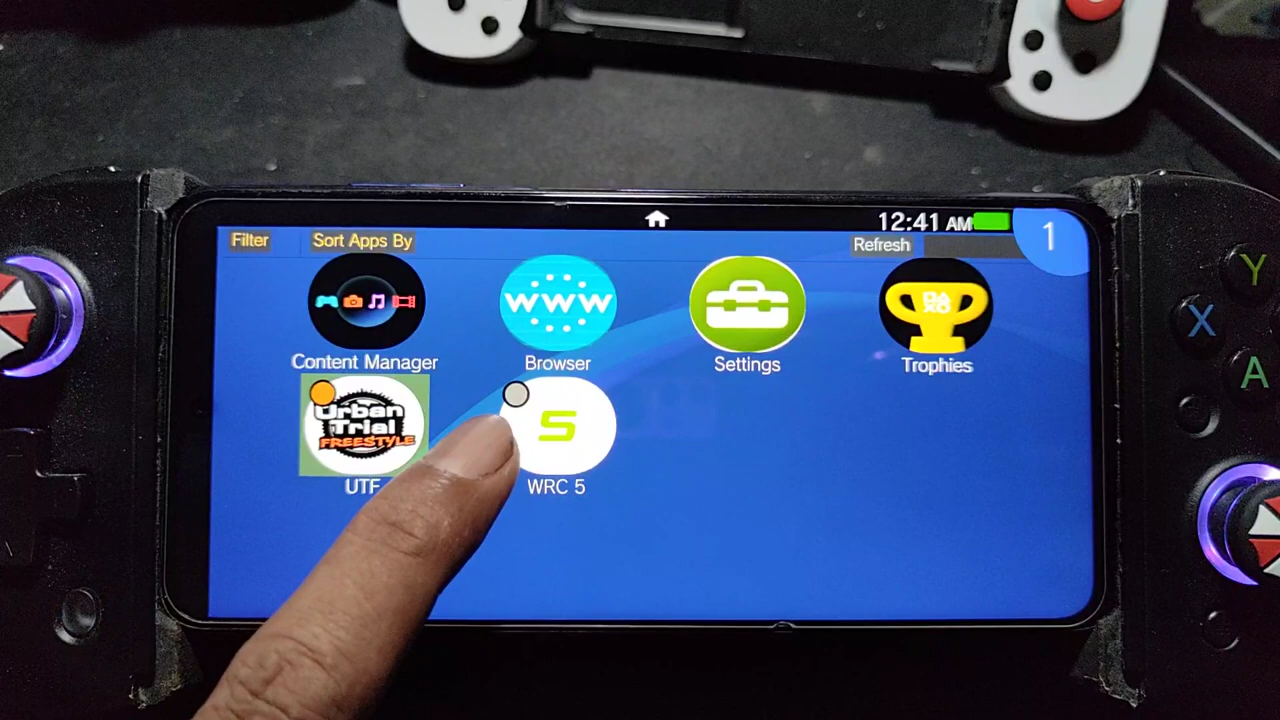 12:41 AM
1
Filter
Sort Apps By
Refresh
WWW
Content Manager
Browser
Settings
Trophies
Urban
Trial
FREESTYLE
5
UTF
WRC 5
Y
X
A